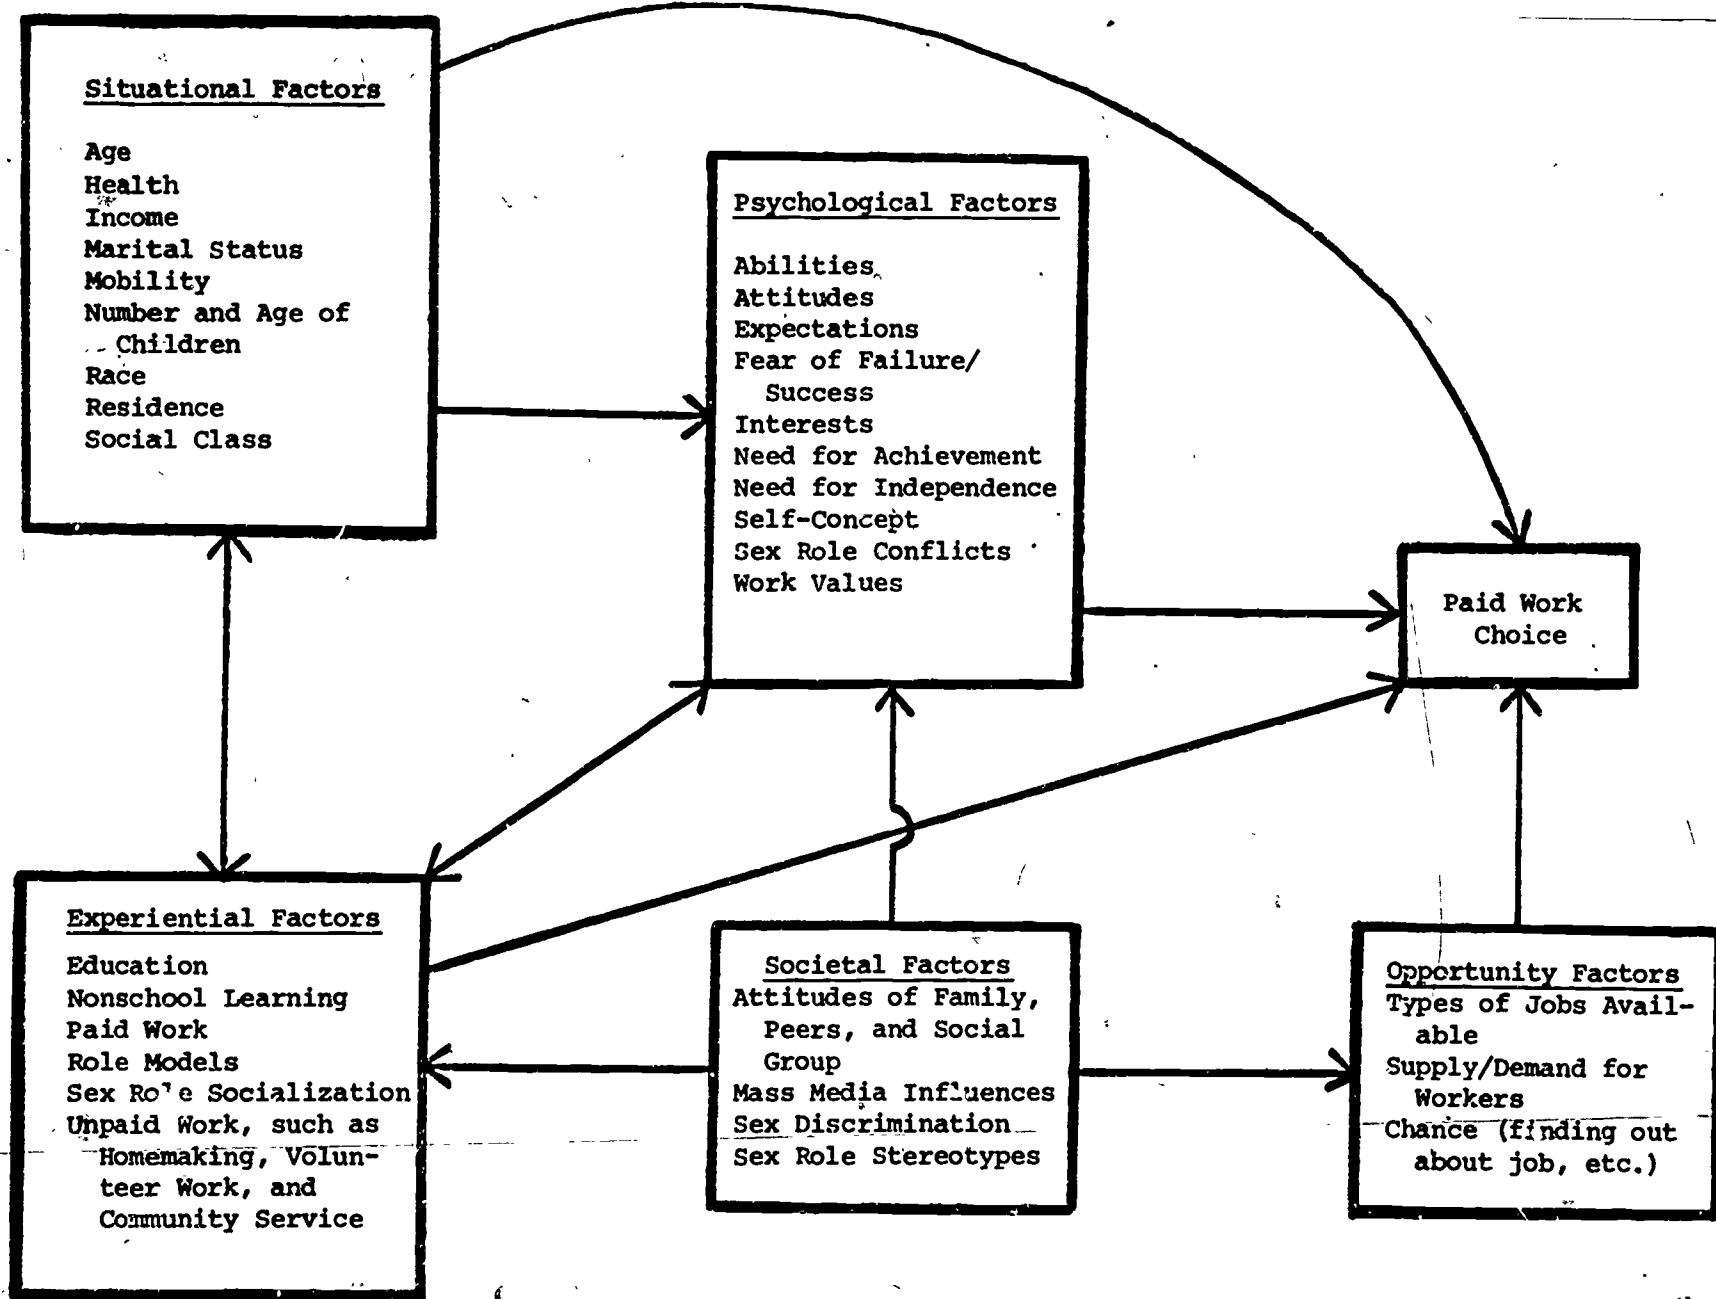 Situational Factors
Age
Health
Income
Marital Status
Mobility
Number and Age of
Children
Race
Residence
Social Class
Psychological Factors
Abilities
Attitudes
Expectations
Fear of Failure/
Success
Interests
Need for Achievement
Need for Independence
Self-Concept
Sex Role Conflicts
Work Values
Paid Work
Choice
Experiential Factors
Education
Nonschool Learning
Paid Work
Role Models
Sex Role Socialization
Unpaid Work, such as
Homemaking, Volun-
teer Work, and
Community Service
Societal Factors
Attitudes of Family,
Peers, and Social
Group
Mass Media Influences
Sex Discrimination
Sex Role Stereotypes
Opportunity Factors
Types of Jobs Avail-
able
Supply/Demand for
Workers
Chance (finding out
about job, etc.)